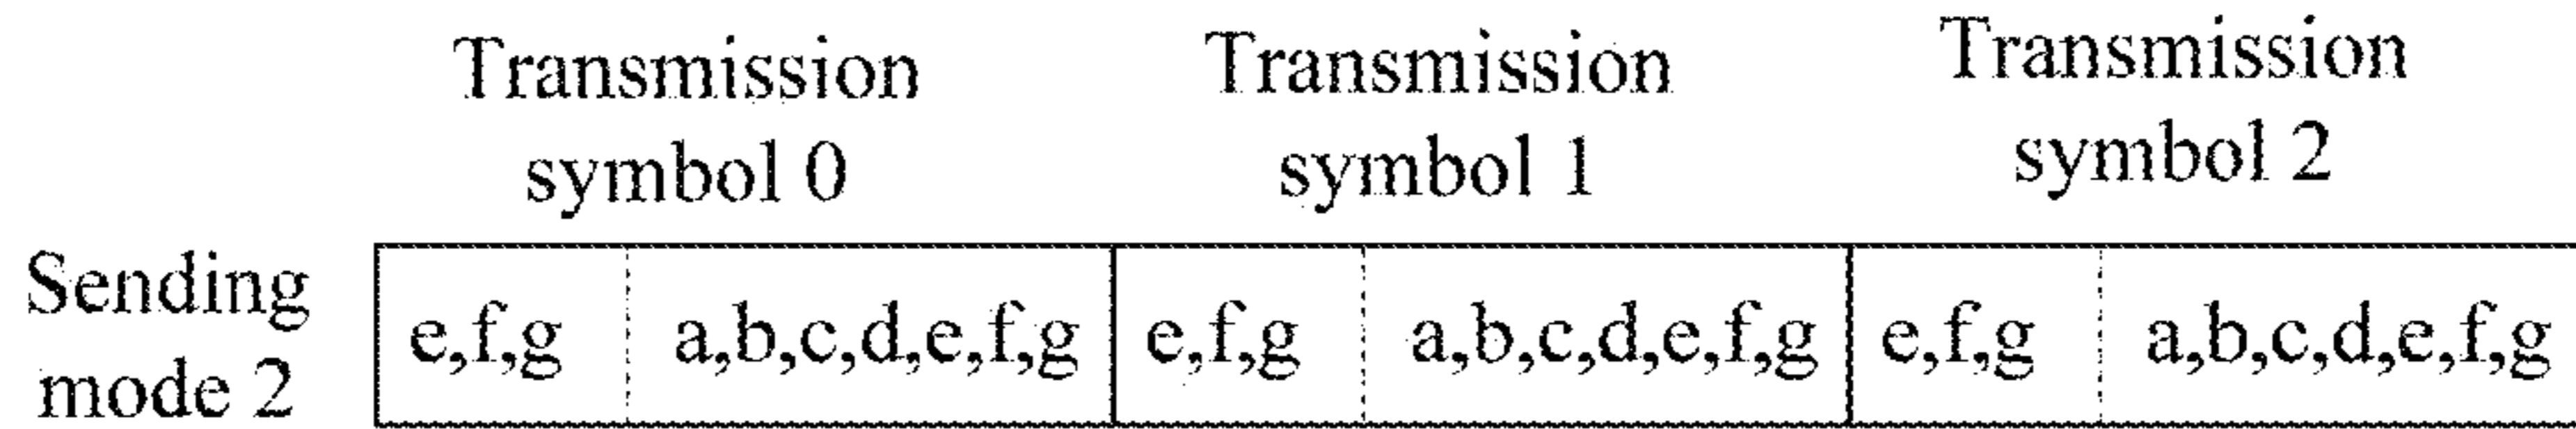 Transmission symbol 0
Transmission symbol 1
Transmission symbol 2
Sending mode 2
e,f,g a,b,c,d,e,f,g e,f,g a,b,c,d,e,f,g e,f,g a,b,c,d,e,f,g